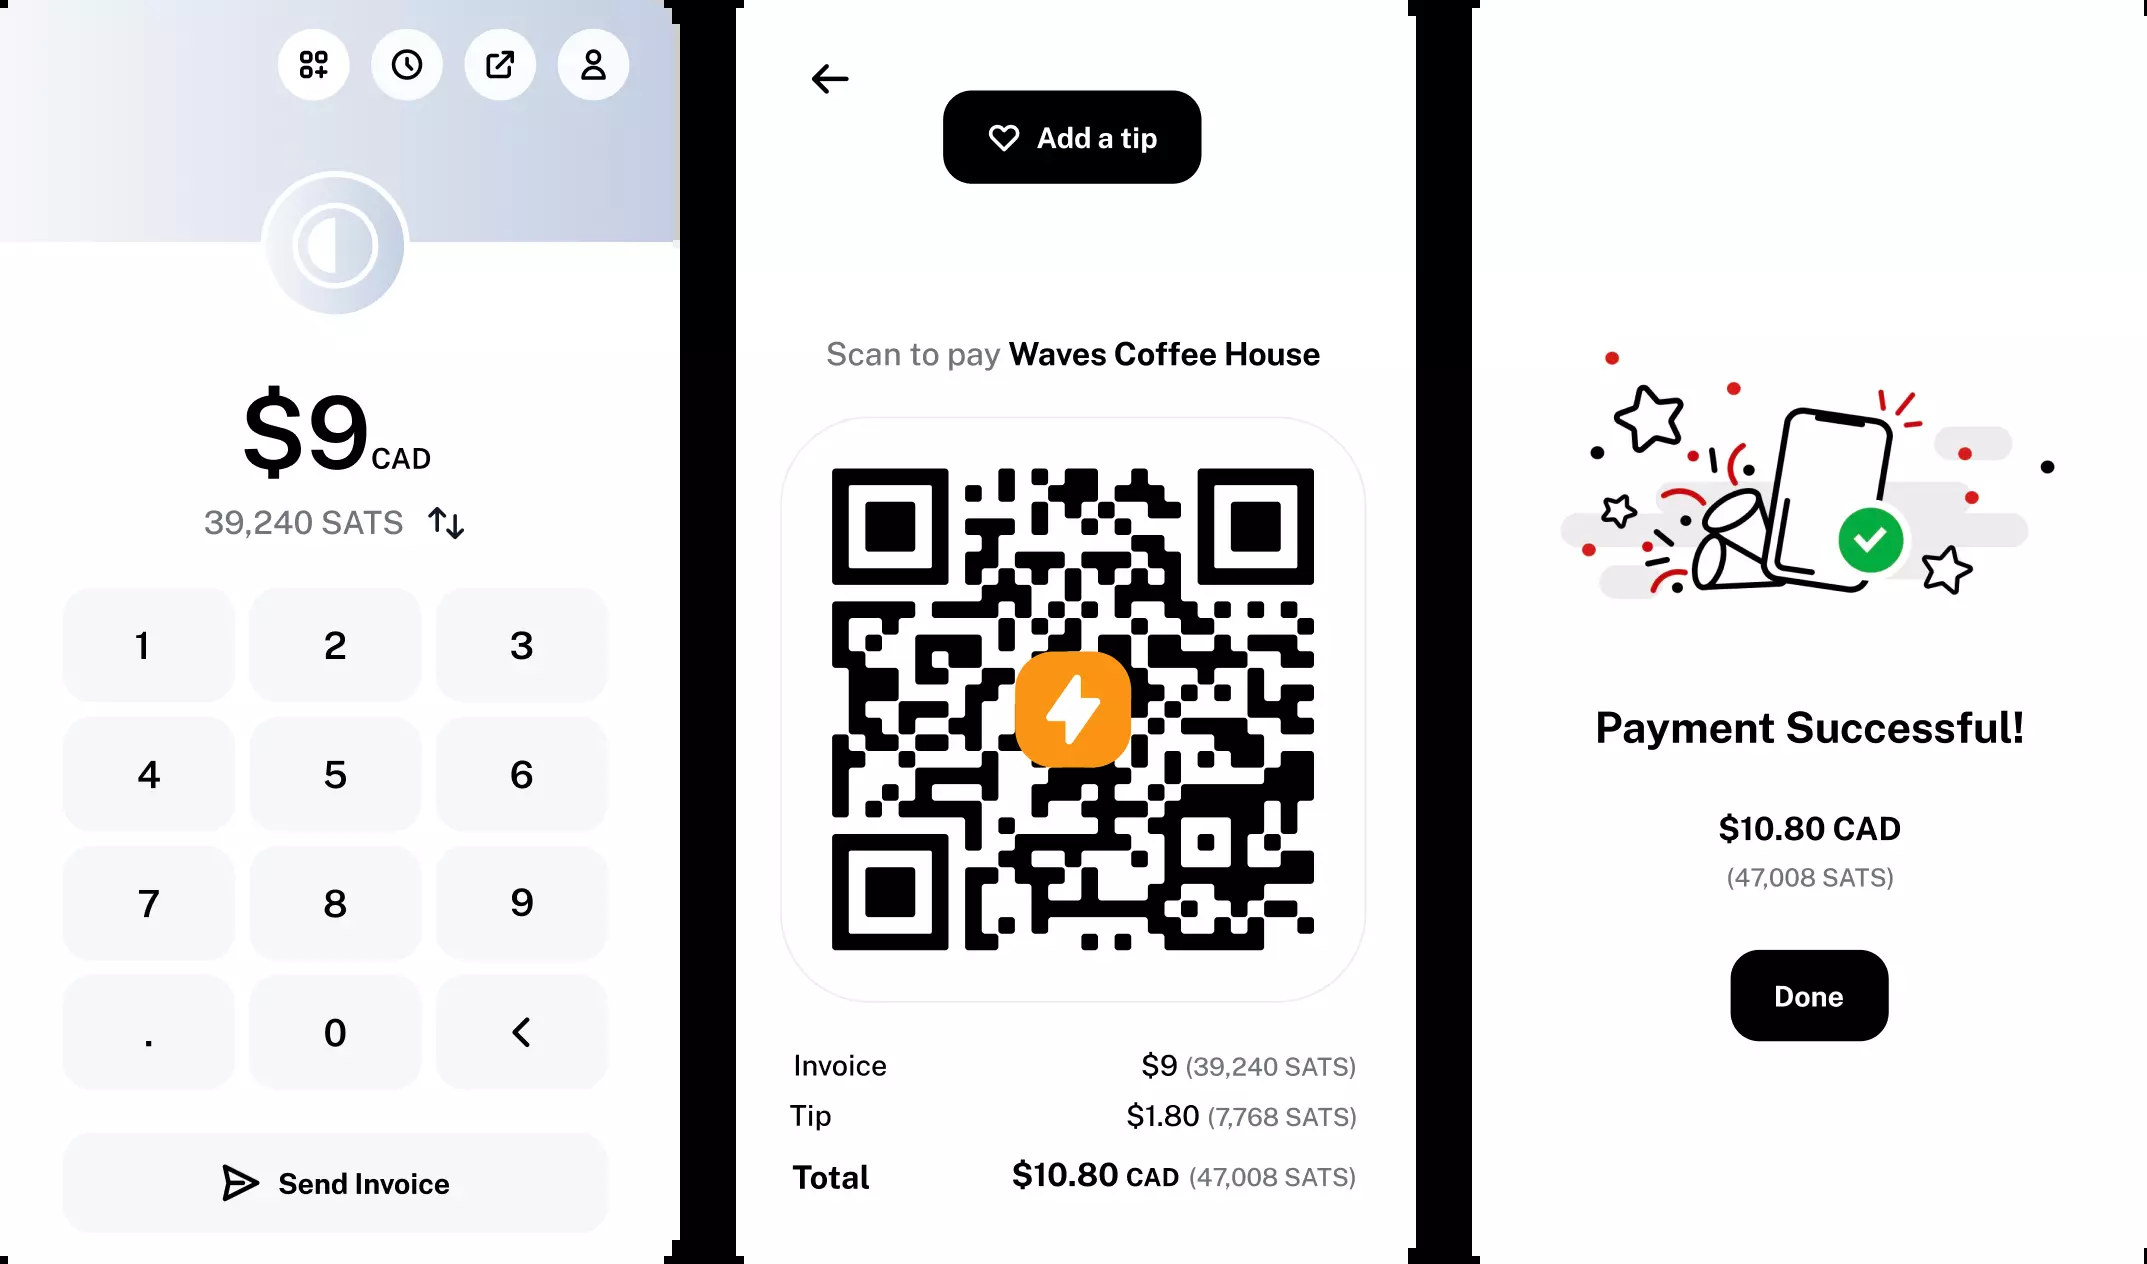 $9 CAD
39,240 SATS
1 2 3
4 5 6
7 8 9
. 0
Send Invoice
Add a tip
Scan to pay Waves Coffee House
Invoice $9 (39,240 SATS)
Tip $1.80 (7,768 SATS)
Total $10.80 CAD (47,008 SATS)
Payment Successful!
$10.80 CAD
(47,008 SATS)
Done